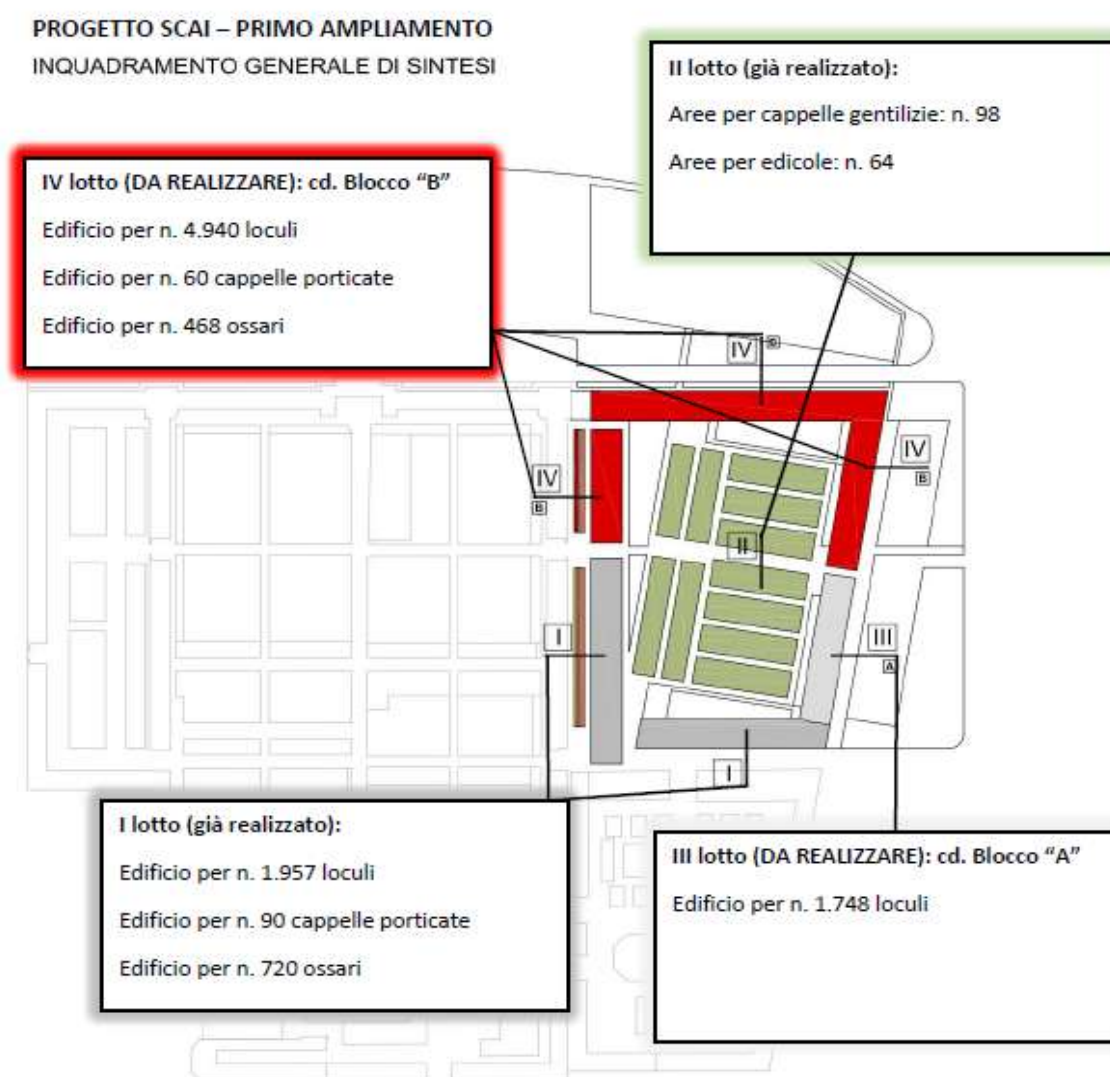 PROGETTO SCAI – PRIMO AMPLIAMENTO
INQUADRAMENTO GENERALE DI SINTESI
II lotto (già realizzato):
Aree per cappelle gentilizie: n. 98
Aree per edicole: n. 64
IV lotto (DA REALIZZARE): cd. Blocco “B”
Edificio per n. 4.940 loculi
Edificio per n. 60 cappelle porticate
Edificio per n. 468 ossari
IV
IV
B
IV
B
II
I
III
A
I
I lotto (già realizzato):
Edificio per n. 1.957 loculi
Edificio per n. 90 cappelle porticate
Edificio per n. 720 ossari
III lotto (DA REALIZZARE): cd. Blocco “A”
Edificio per n. 1.748 loculi